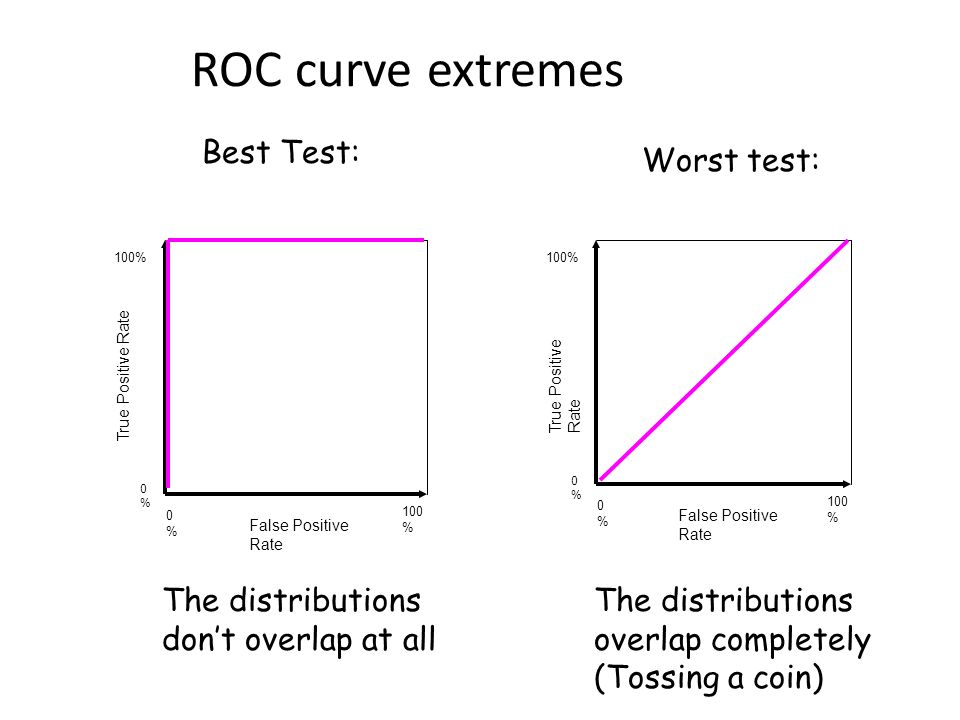 ROC curve extremes
Best Test:
Worst test:
100%
True Positive Rate
0
%
0
%
100
%
False Positive
Rate
100%
True Positive
Rate
0
%
0
%
100
%
False Positive
Rate
The distributions
don’t overlap at all
The distributions
overlap completely
(Tossing a coin)